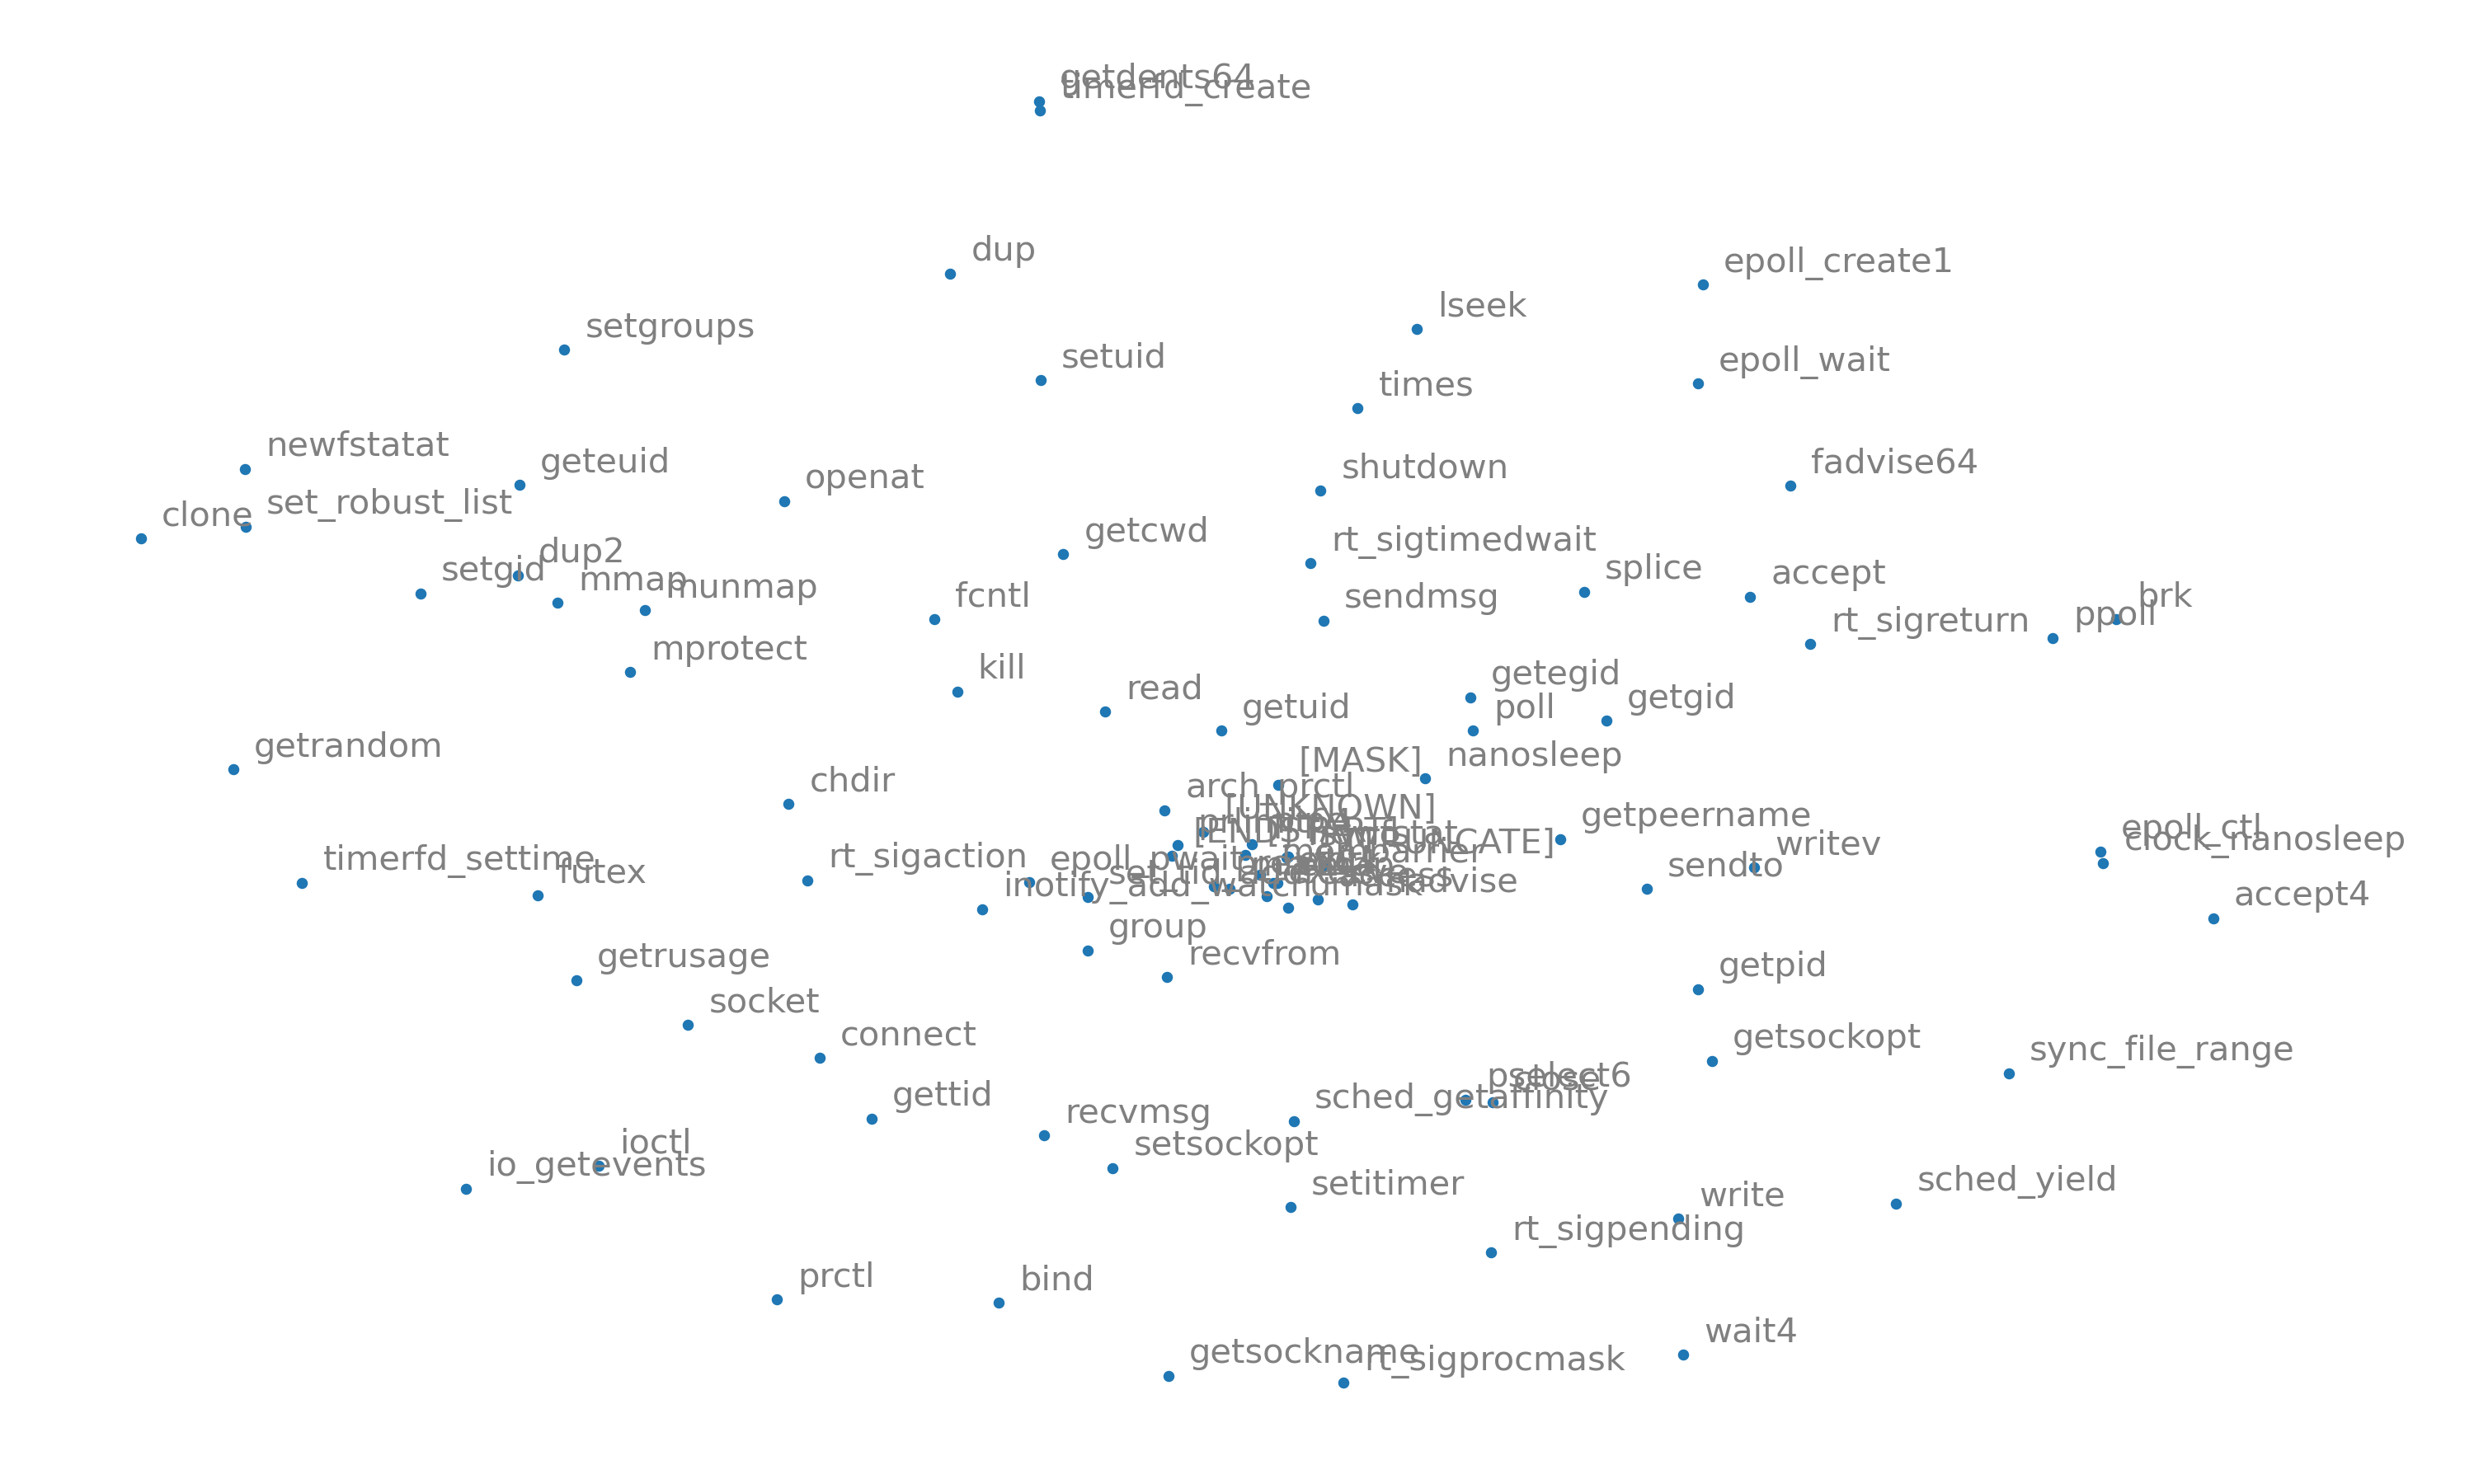 getdents64
timerfd_create
dup
epoll_create1
lseek
setgroups
setuid
epoll_wait
times
newfstatat
geteuid
openat
shutdown
fadvise64
set_robust_list
clone
getcwd
rt_sigtimedwait
dup2
setgid
mmap
munmap
fcntl
sendmsg
splice
accept
brk
ppoll
rt_sigreturn
mprotect
kill
read
getegid
getgid
getuid
poll
getrandom
nanosleep
[MASK]
chdir
arch_prctl
[UNKNOWN]
getpeername
epoll_ctl
clock_nanosleep
writev
timerfd_settime
futex
rt_sigaction
epoll_pwait
sendto
accept4
inotify_add_watch
group
recvfrom
getrusage
getpid
socket
connect
getsockopt
sync_file_range
pselect6
close
gettid
sched_getaffinity
recvmsg
ioctl
setsockopt
io_getevents
setitimer
write
sched_yield
rt_sigpending
prctl
bind
wait4
getsockname
rt_sigprocmask